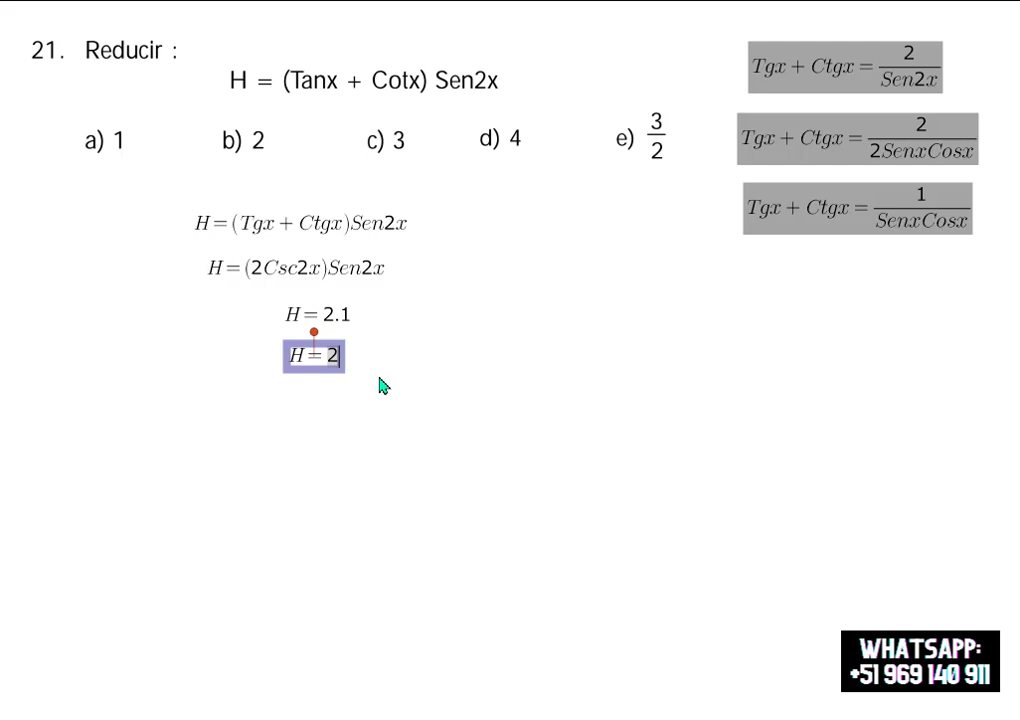 21. Reducir :
H = (Tanx + Cotx) Sen2x
a) 1 b) 2 c) 3 d) 4 e) 3/2
H = (Tgx + Ctgx)Sen2x
H = (2Csc2x)Sen2x
H = 2.1
H = 2
Tgx + Ctgx = 2/Sen2x
Tgx + Ctgx = 2/2SenxCosx
Tgx + Ctgx = 1/SenxCosx
WHATSAPP:
+51 969 140 911